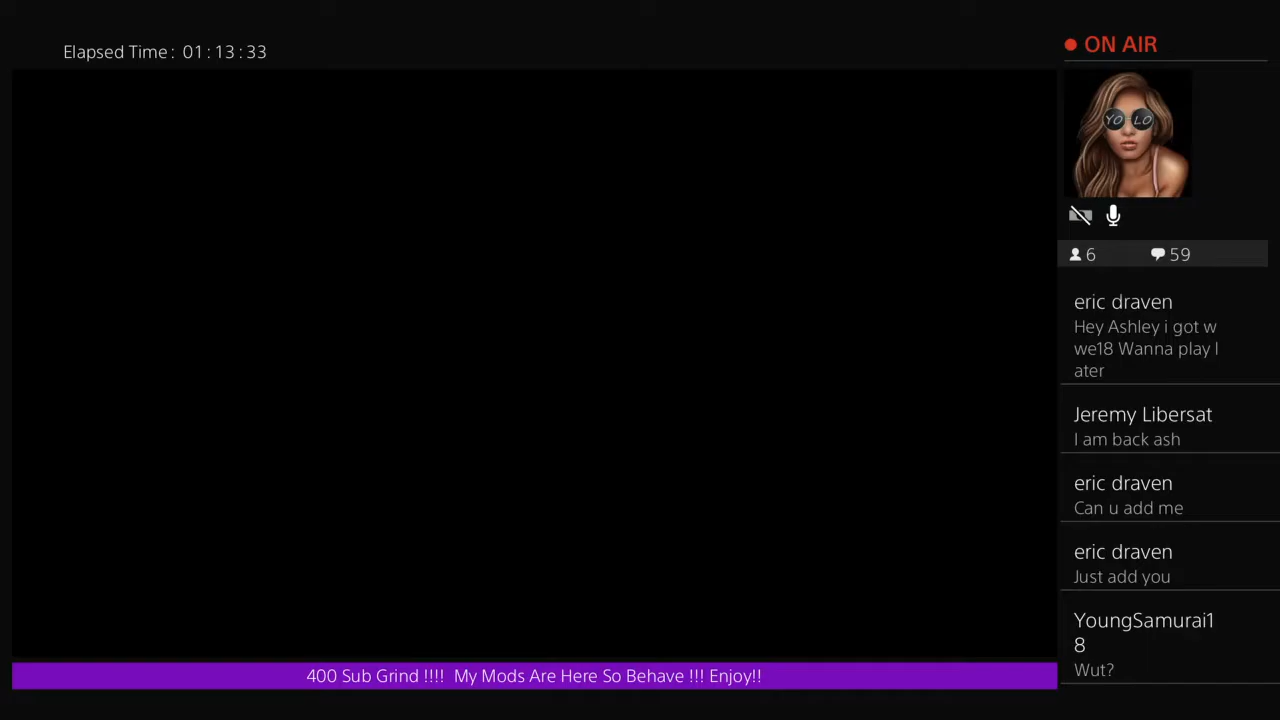 Elapsed Time: 01:13:33
ON AIR
YO LO
6 59
eric draven
Hey Ashley i got w
we18 Wanna play l
ater
Jeremy Libersat
I am back ash
eric draven
Can u add me
eric draven
Just add you
YoungSamurai1
8
Wut?
400 Sub Grind !!!! My Mods Are Here So Behave !!! Enjoy!!